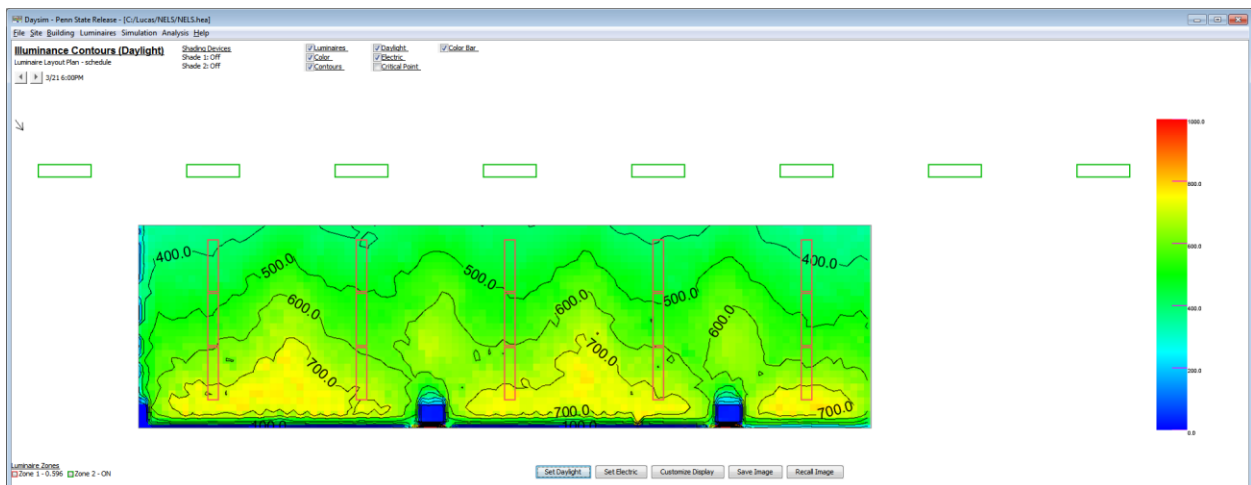 Daysim - Penn State Release - [C:/Lucas/NELS/NELS.hea]
File Site Building Luminaires Simulation Analysis Help
Illuminance Contours (Daylight)
Luminaire Layout Plan - schedule
Shading Devices
Shade 1: Off
Shade 2: Off
Luminaires
Color
Contours
Daylight
Electric
Critical Point
Color Bar
3/21 6:00PM
1000.0
800.0
600.0
400.0
200.0
0.0
400.0
500.0
600.0
700.0
500.0
700.0
500.0
600.0
400.0
700.0
700.0
Luminaire Zones
Zone 1 - 0.596 Zone 2 - ON
Set Daylight Set Electric Customize Display Save Image Recall Image